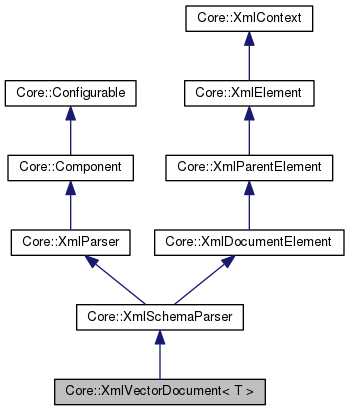 Core::XmlContext
Core::Configurable
Core::XmlElement
Core::Component
Core::XmlParentElement
Core::XmlParser
Core::XmlDocumentElement
Core::XmlSchemaParser
Core::XmlVectorDocument< T >